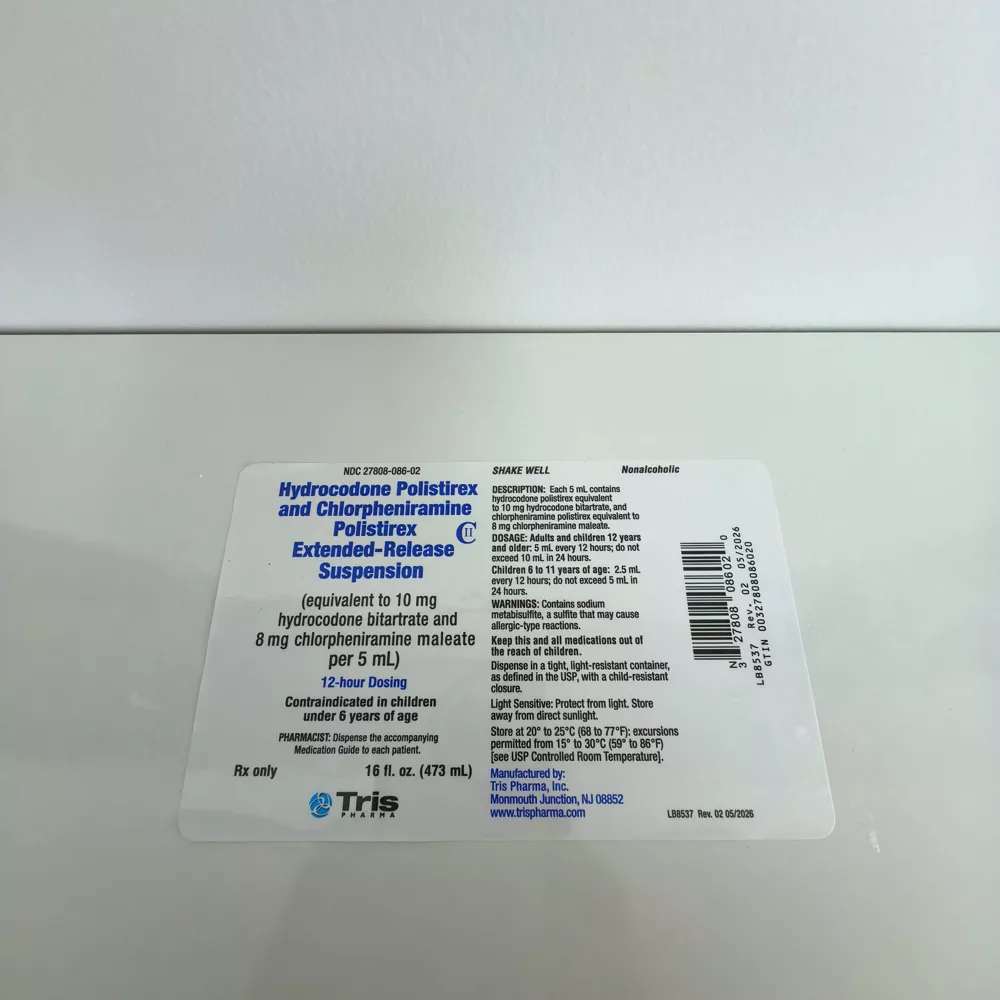 NDC 27808-086-02
Hydrocodone Polistirex
and Chlorpheniramine
Polistirex
CII
Extended-Release
Suspension
(equivalent to 10 mg
hydrocodone bitartrate and
8 mg chlorpheniramine maleate
per 5 mL)
12-hour Dosing
Contraindicated in children
under 6 years of age
PHARMACIST: Dispense the accompanying
Medication Guide to each patient.
Rx only 16 fl. oz. (473 mL)
Tris
PHARMA
SHAKE WELL Nonalcoholic
DESCRIPTION: Each 5 mL contains
hydrocodone polistirex equivalent
to 10 mg hydrocodone bitartrate, and
chlorpheniramine polistirex equivalent to
8 mg chlorpheniramine maleate.
DOSAGE: Adults and children 12 years
and older: 5 mL every 12 hours; do not
exceed 10 mL in 24 hours.
Children 6 to 11 years of age: 2.5 mL
every 12 hours; do not exceed 5 mL in
24 hours.
WARNINGS: Contains sodium
metabisulfite, a sulfite that may cause
allergic-type reactions.
Keep this and all medications out of
the reach of children.
Dispense in a tight, light-resistant container,
as defined in the USP, with a child-resistant
closure.
Light Sensitive: Protect from light. Store
away from direct sunlight.
Store at 20° to 25°C (68 to 77°F): excursions
permitted from 15° to 30°C (59° to 86°F)
[see USP Controlled Room Temperature].
Manufactured by:
Tris Pharma, Inc.
Monmouth Junction, NJ 08852
www.trispharma.com
N
3 27808 08602 0
LB8537 Rev. 02 05/2026
GTIN 00327808086020
LB8537 Rev. 02 05/2026